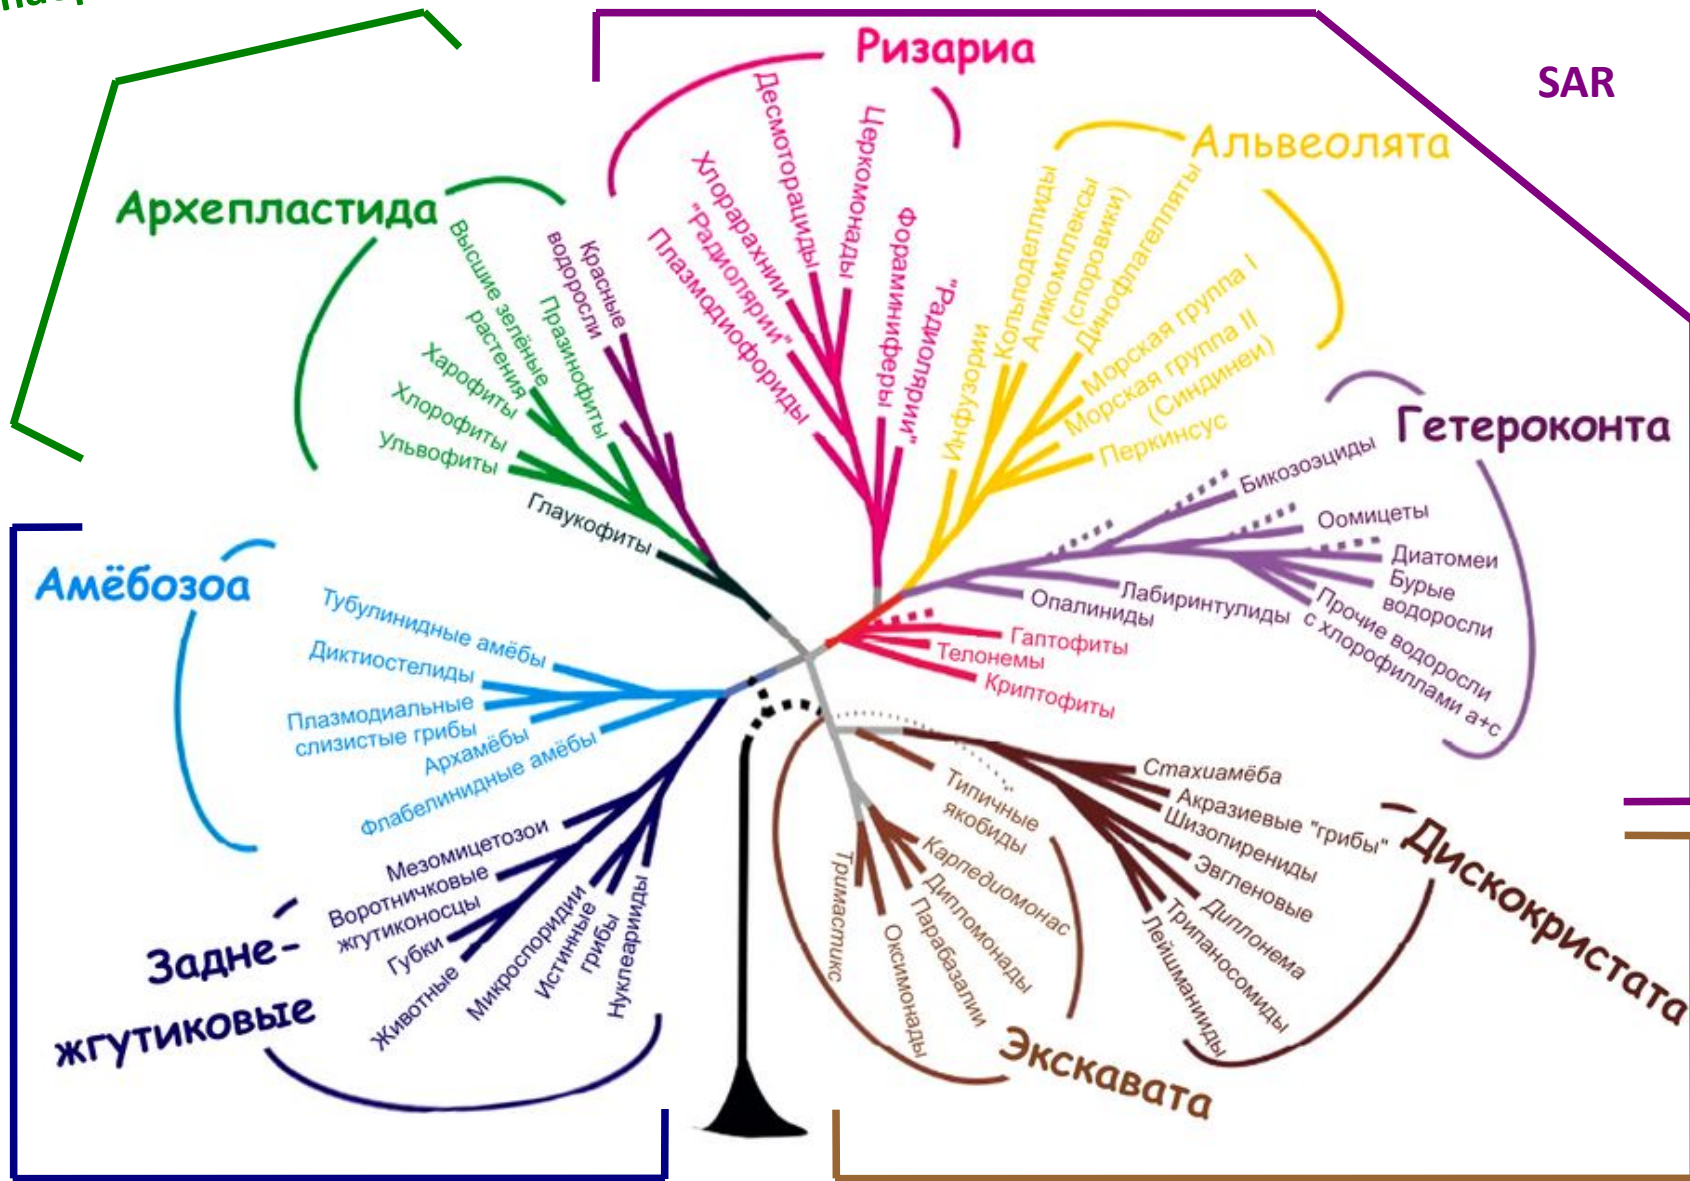 Ризариа
SAR
Альвеолята
Архепластида
Десмоторациды
Церкомонады
Хлорарахнии
"Радиолярии"
Плазмодиофориды
Фораминиферы
"Радиолярии"
Высшие зелёные
растения
Празинофиты
Красные
водоросли
Харофиты
Хлорофиты
Ульвофиты
Глаукофиты
Инфузории
Кольподеллиды
Апикомплексы
(споровики)
Динофлагелляты
Морская группа I
Морская группа II
(Синдинеи)
Перкинсус
Гетероконта
Бикозоэциды
Оомицеты
Диатомеи
Бурые
водоросли
Прочие водоросли
с хлорофиллами а+с
Лабиринтулиды
Опалиниды
Гаптофиты
Телонемы
Криптофиты
Амёбозоа
Тубулинидные амёбы
Диктиостелиды
Плазмодиальные
слизистые грибы
Архамёбы
Флабелинидные амёбы
Задне-
жгутиковые
Мезомицетозои
Воротничковые
жгутиконосцы
Губки
Животные
Микроспоридии
Истинные
грибы
Нуклеарииды
Экскавата
Типичные
якобиды
Карпедиомонас
Дипломонады
Парабазалии
Оксимонады
Тримастикс
Дискокристата
Стахиамёба
Акразиевые "грибы"
Шизопирениды
Эвгленовые
Диплонема
Трипаносомиды
Лейшманииды